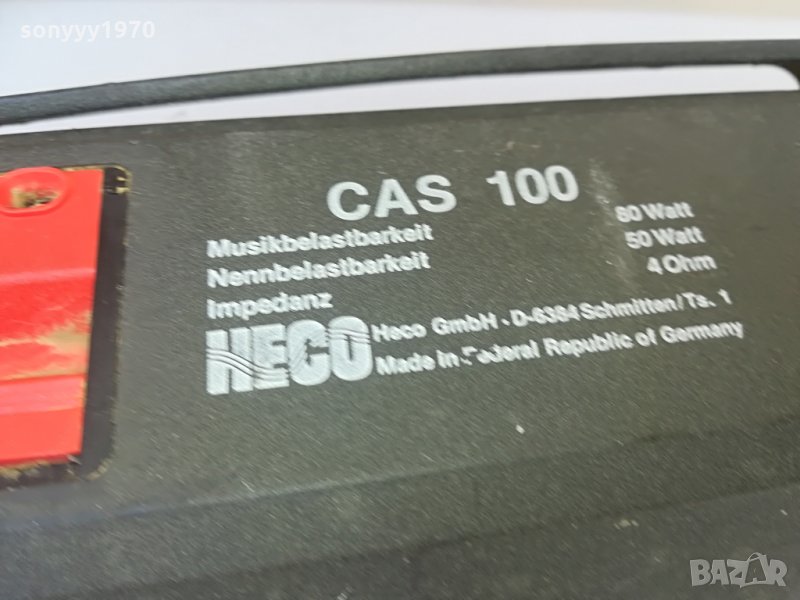 sonyyy1970
CAS 100
Musikbelastbarkeit 80 Watt
Nennbelastbarkeit 50 Watt
Impedanz 4 Ohm
HECO
Heco GmbH · D-6384 Schmitten/Ts. 1
Made in Federal Republic of Germany
BAZAR